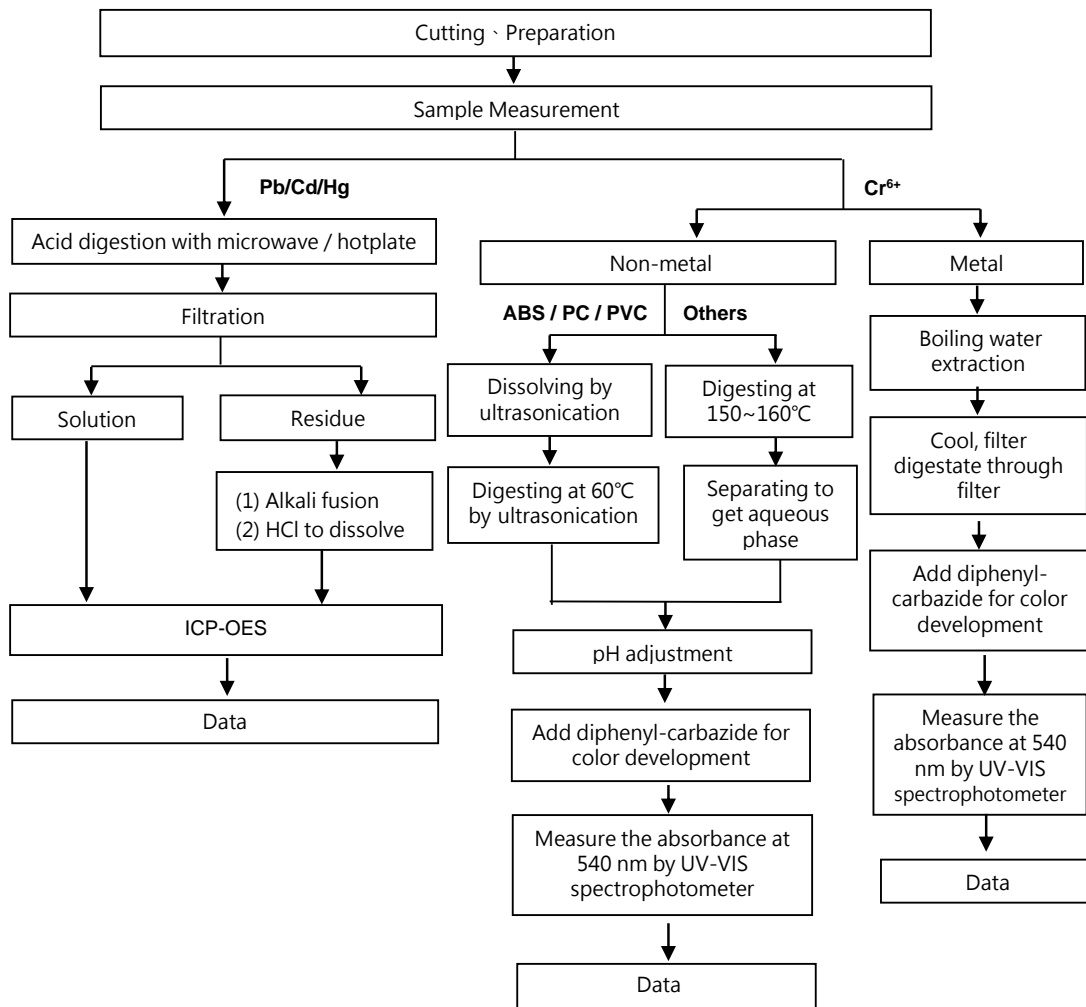 Cutting、Preparation
Sample Measurement
Pb/Cd/Hg
Cr⁶⁺
Acid digestion with microwave / hotplate
Filtration
Solution
Residue
(1) Alkali fusion
(2) HCl to dissolve
ICP-OES
Data
Non-metal
ABS / PC / PVC
Others
Dissolving by
ultrasonication
Digesting at 60℃
by ultrasonication
Digesting at
150~160℃
Separating to
get aqueous
phase
pH adjustment
Add diphenyl-carbazide for
color development
Measure the absorbance at
540 nm by UV-VIS
spectrophotometer
Data
Metal
Boiling water
extraction
Cool, filter
digestate through
filter
Add diphenyl-
carbazide for color
development
Measure the
absorbance at 540
nm by UV-VIS
spectrophotometer
Data